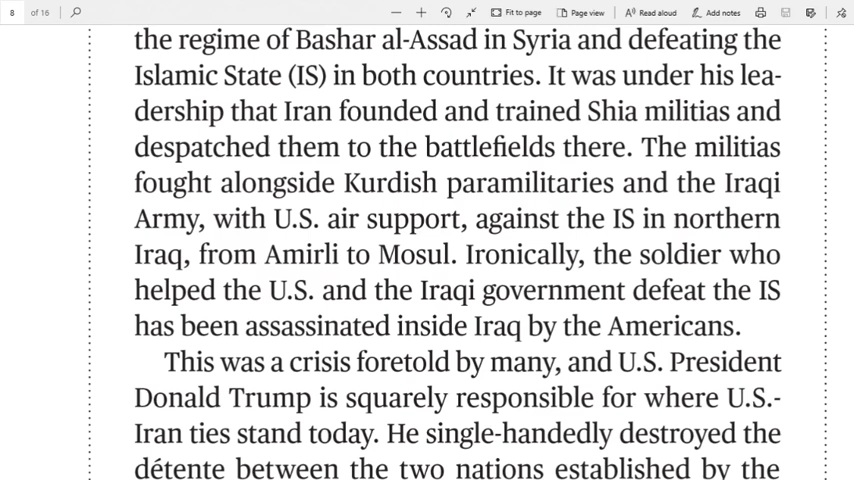 8 of 16 Fit to page Page view Read aloud Add notes
the regime of Bashar al-Assad in Syria and defeating the
Islamic State (IS) in both countries. It was under his lea-
dership that Iran founded and trained Shia militias and
despatched them to the battlefields there. The militias
fought alongside Kurdish paramilitaries and the Iraqi
Army, with U.S. air support, against the IS in northern
Iraq, from Amirli to Mosul. Ironically, the soldier who
helped the U.S. and the Iraqi government defeat the IS
has been assassinated inside Iraq by the Americans.
This was a crisis foretold by many, and U.S. President
Donald Trump is squarely responsible for where U.S.-
Iran ties stand today. He single-handedly destroyed the
détente between the two nations established by the